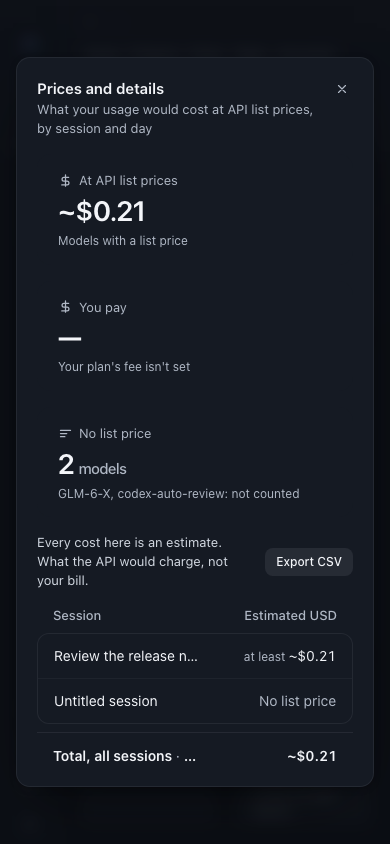 Prices and details
What your usage would cost at API list prices,
by session and day
At API list prices
~$0.21
Models with a list price
You pay
—
Your plan's fee isn't set
No list price
2 models
GLM-6-X, codex-auto-review: not counted
Every cost here is an estimate.
What the API would charge, not
your bill.
Export CSV
Session Estimated USD
Review the release n... at least ~$0.21
Untitled session No list price
Total, all sessions · ... ~$0.21